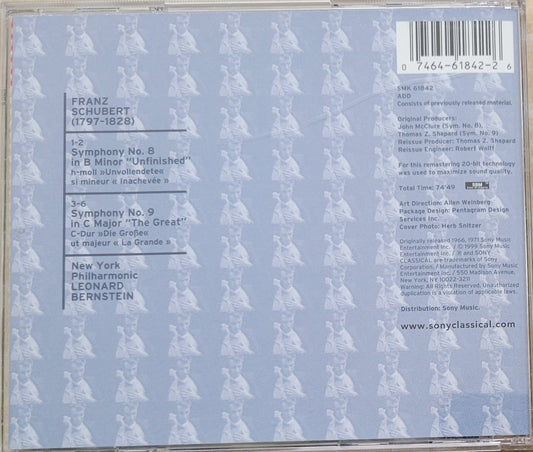 FRANZ
SCHUBERT
(1797-1828)
1-2
Symphony No. 8
in B Minor "Unfinished"
h-moll »Unvollendete«
si mineur « Inachevée »
3-6
Symphony No. 9
in C Major "The Great"
C-Dur »Die Große«
ut majeur « La Grande »
New York
Philharmonic
LEONARD
BERNSTEIN
0 7464-61842-2 6
SMK 61842
ADD
Consists of previously released material.
Original Producers:
John McClure (Sym. No. 8),
Thomas Z. Shepard (Sym. No. 9)
Reissue Producer: Thomas Z. Shepard
Reissue Engineer: Robert Wolff
For this remastering 20-bit technology
was used to maximize sound quality.
Total Time: 74'49
Art Direction: Allen Weinberg
Package Design: Pentagram Design
Services Inc.
Cover Photo: Herb Snitzer
Originally released 1966, 1971 Sony Music
Entertainment Inc. / © 1999 Sony Music
Entertainment Inc. / ® and SONY
CLASSICAL are trademarks of Sony
Corporation. / Manufactured by Sony Music
Entertainment Inc. / 550 Madison Avenue,
New York, NY 10022-3211
Warning: All Rights Reserved. Unauthorized
duplication is a violation of applicable laws.
Distribution: Sony Music.
www.sonyclassical.com